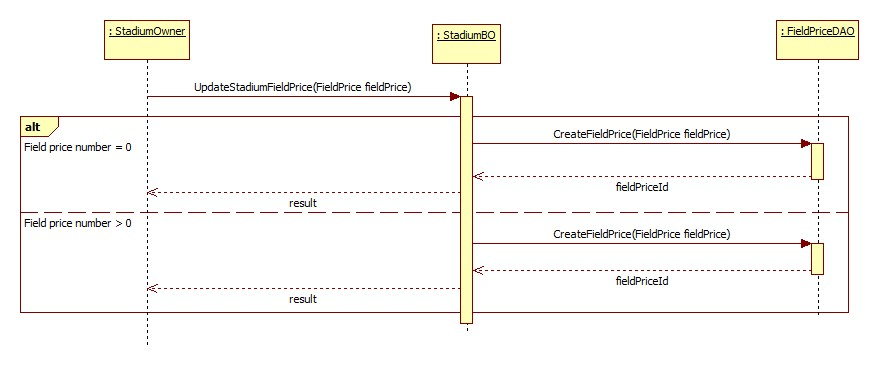 : StadiumOwner
: StadiumBO
: FieldPriceDAO
UpdateStadiumFieldPrice(FieldPrice fieldPrice)
alt
Field price number = 0
CreateFieldPrice(FieldPrice fieldPrice)
fieldPriceId
result
Field price number > 0
CreateFieldPrice(FieldPrice fieldPrice)
fieldPriceId
result